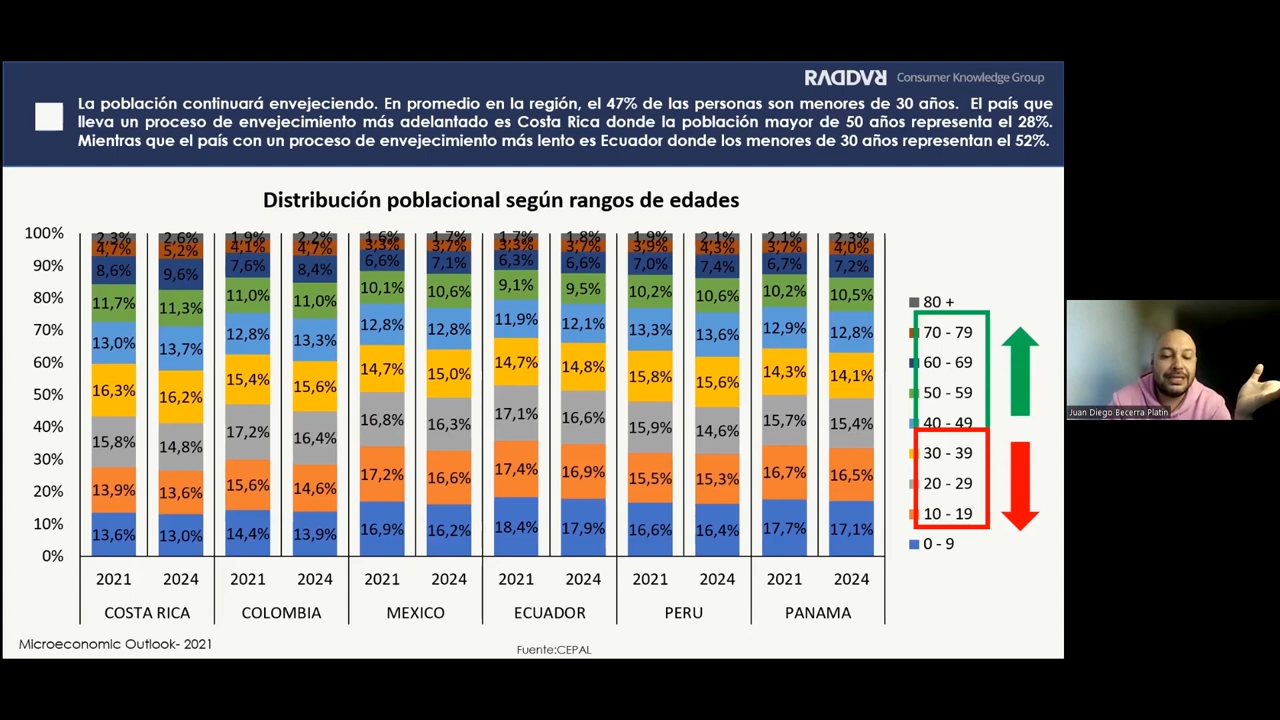 RADDAR Consumer Knowledge Group
La población continuará envejeciendo. En promedio en la región, el 47% de las personas son menores de 30 años. El país que
lleva un proceso de envejecimiento más adelantado es Costa Rica donde la población mayor de 50 años representa el 28%.
Mientras que el país con un proceso de envejecimiento más lento es Ecuador donde los menores de 30 años representan el 52%.
Distribución poblacional según rangos de edades
100% 2,3% 2,6% 1,9% 2,2% 1,6% 1,7% 1,7% 1,8% 1,9% 2,1% 2,1% 2,3%
4,7% 5,2% 4,1% 4,7% 3,3% 3,7% 3,3% 3,7% 3,9% 4,3% 3,7% 4,0%
90% 8,6% 9,6% 7,6% 8,4% 6,6% 7,1% 6,3% 6,6% 7,0% 7,4% 6,7% 7,2%
80% 11,7% 11,3% 11,0% 11,0% 10,1% 10,6% 9,1% 9,5% 10,2% 10,6% 10,2% 10,5%
70% 13,0% 13,7% 12,8% 13,3% 12,8% 12,8% 11,9% 12,1% 13,3% 13,6% 12,9% 12,8%
60%
50% 16,3% 16,2% 15,4% 15,6% 14,7% 15,0% 14,7% 14,8% 15,8% 15,6% 14,3% 14,1%
40% 15,8% 14,8% 17,2% 16,4% 16,8% 16,3% 17,1% 16,6% 15,9% 14,6% 15,7% 15,4%
30%
20% 13,9% 13,6% 15,6% 14,6% 17,2% 16,6% 17,4% 16,9% 15,5% 15,3% 16,7% 16,5%
10% 13,6% 13,0% 14,4% 13,9% 16,9% 16,2% 18,4% 17,9% 16,6% 16,4% 17,7% 17,1%
0%
2021 2024 2021 2024 2021 2024 2021 2024 2021 2024 2021 2024
COSTA RICA COLOMBIA MEXICO ECUADOR PERU PANAMA
80 +
70 - 79
60 - 69
50 - 59
40 - 49
30 - 39
20 - 29
10 - 19
0 - 9
Microeconomic Outlook- 2021
Fuente:CEPAL
Juan Diego Becerra Platin